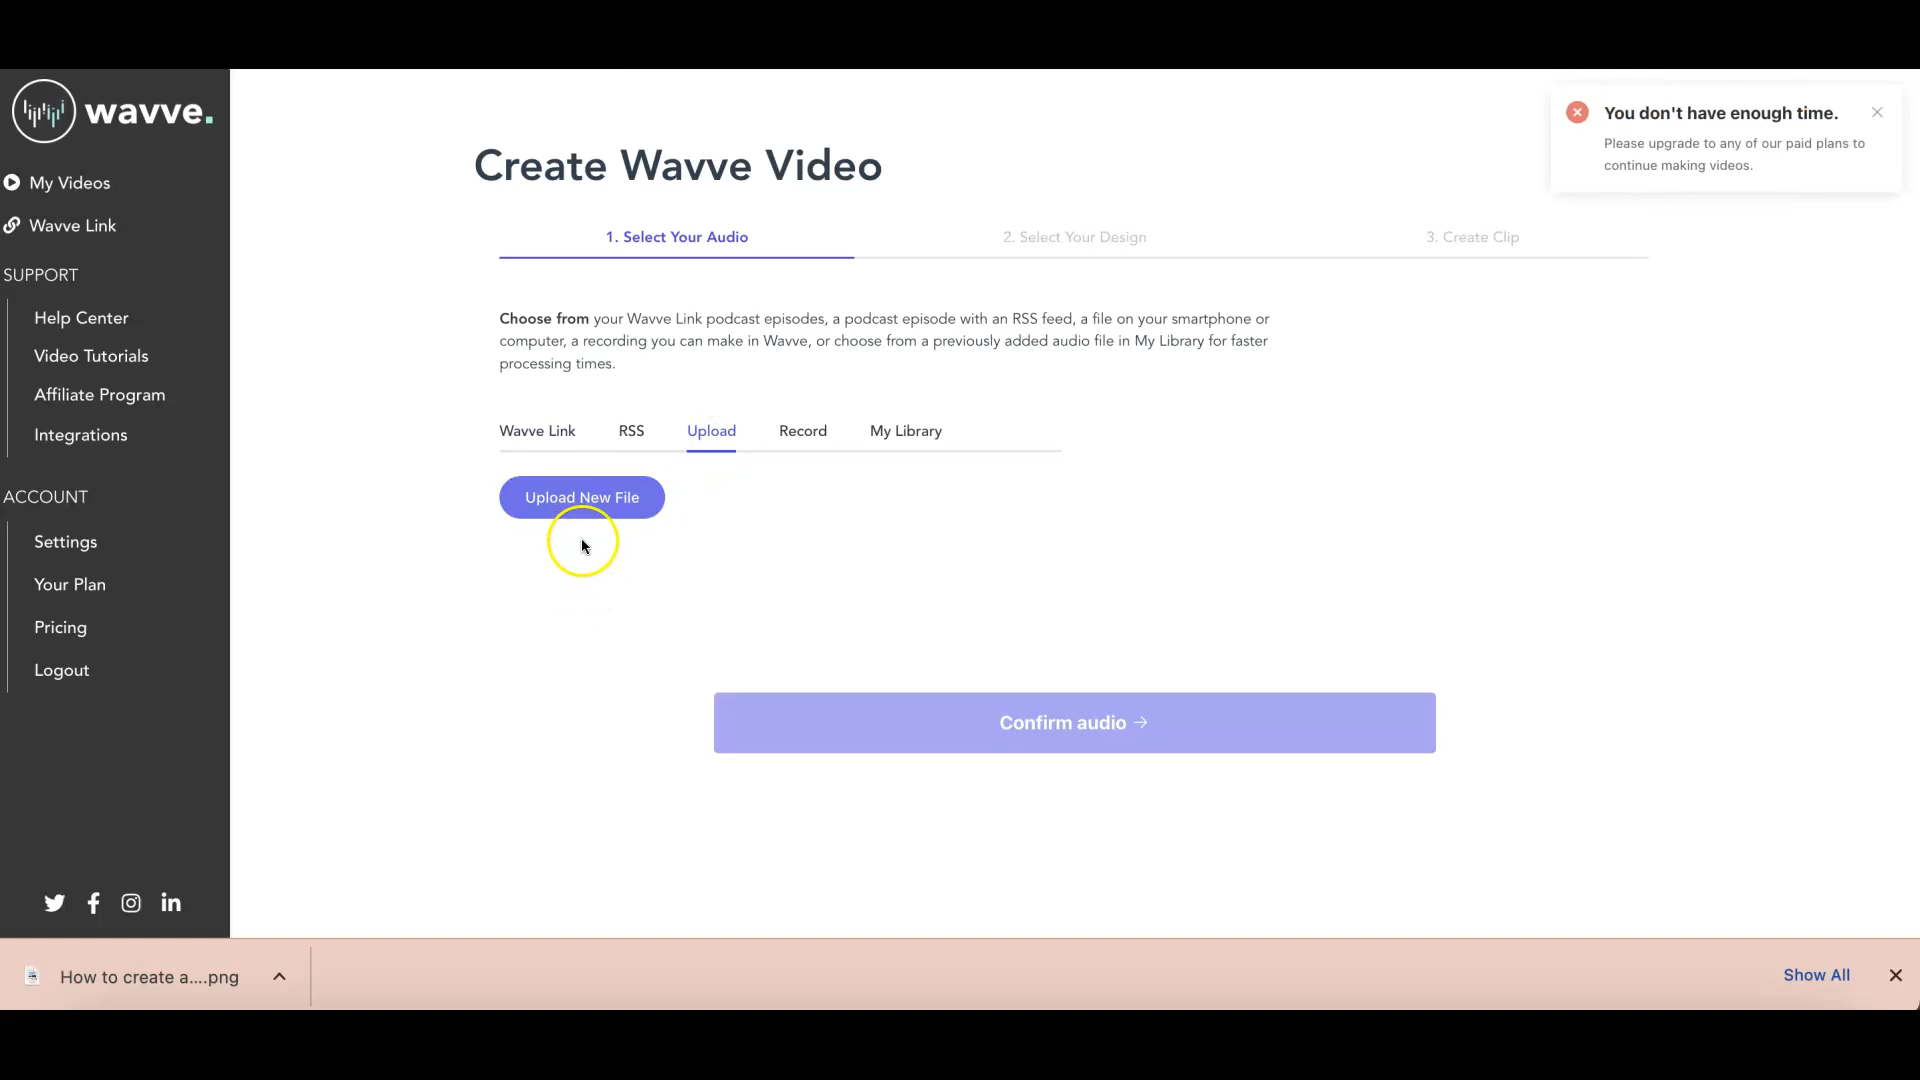 wavve.
My Videos
Wavve Link
SUPPORT
Help Center
Video Tutorials
Affiliate Program
Integrations
ACCOUNT
Settings
Your Plan
Pricing
Logout
Create Wavve Video
1. Select Your Audio
2. Select Your Design
3. Create Clip
Choose from your Wavve Link podcast episodes, a podcast episode with an RSS feed, a file on your smartphone or
computer, a recording you can make in Wavve, or choose from a previously added audio file in My Library for faster
processing times.
Wavve Link
RSS
Upload
Record
My Library
Upload New File
Confirm audio →
You don't have enough time.
Please upgrade to any of our paid plans to
continue making videos.
How to create a....png
Show All